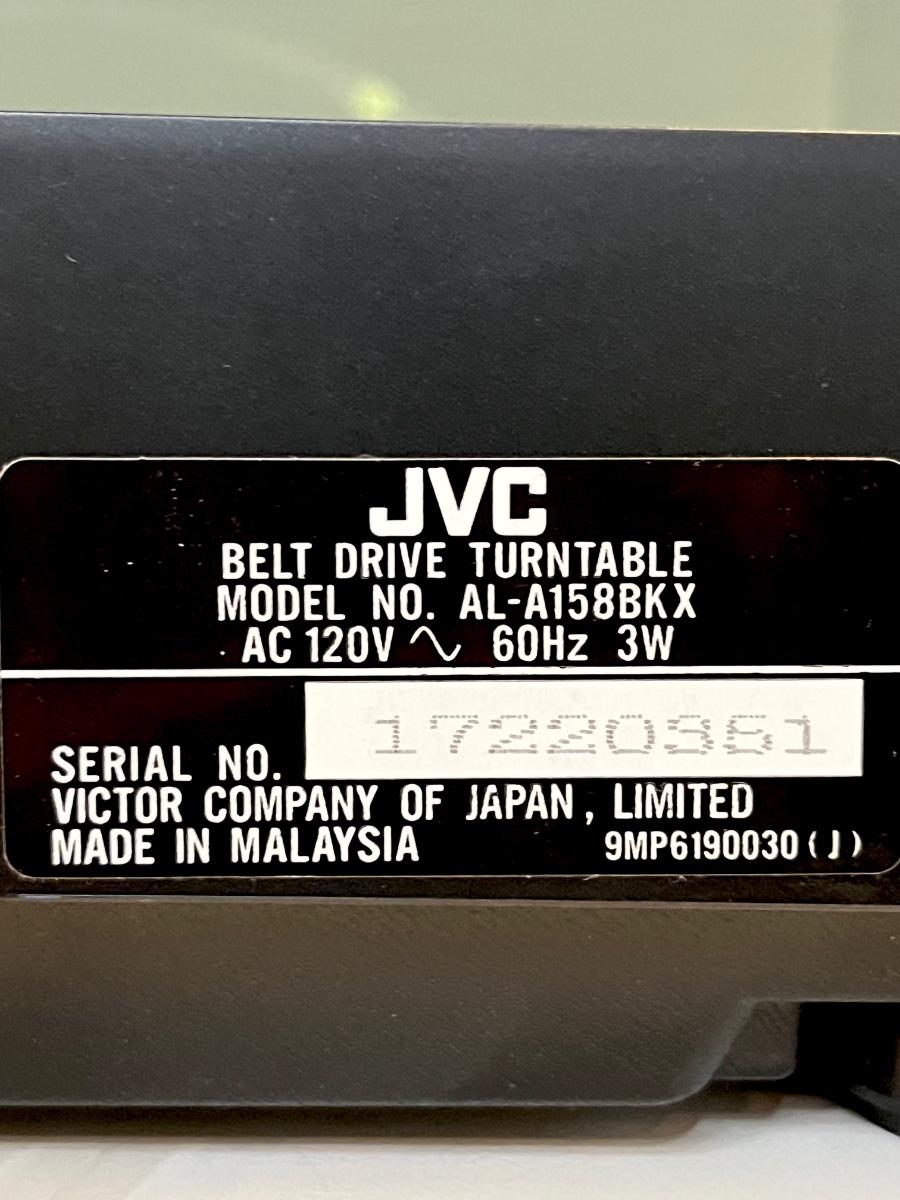 JVC
BELT DRIVE TURNTABLE
MODEL NO. AL-A158BKX
AC 120V ∿ 60Hz 3W
SERIAL NO.
VICTOR COMPANY OF JAPAN, LIMITED
MADE IN MALAYSIA 9MP6190030 (J)